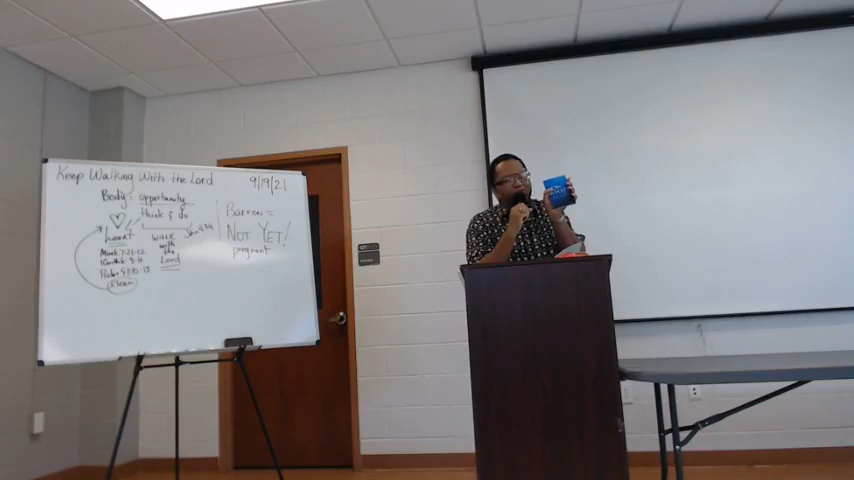 Keep Walking With the Lord
9/19/21
Body = opportunity
think & do
heart
walk
with
the
Lord
Mark 7:21-22
Clean
Barren =
NOT YET!
pregnant